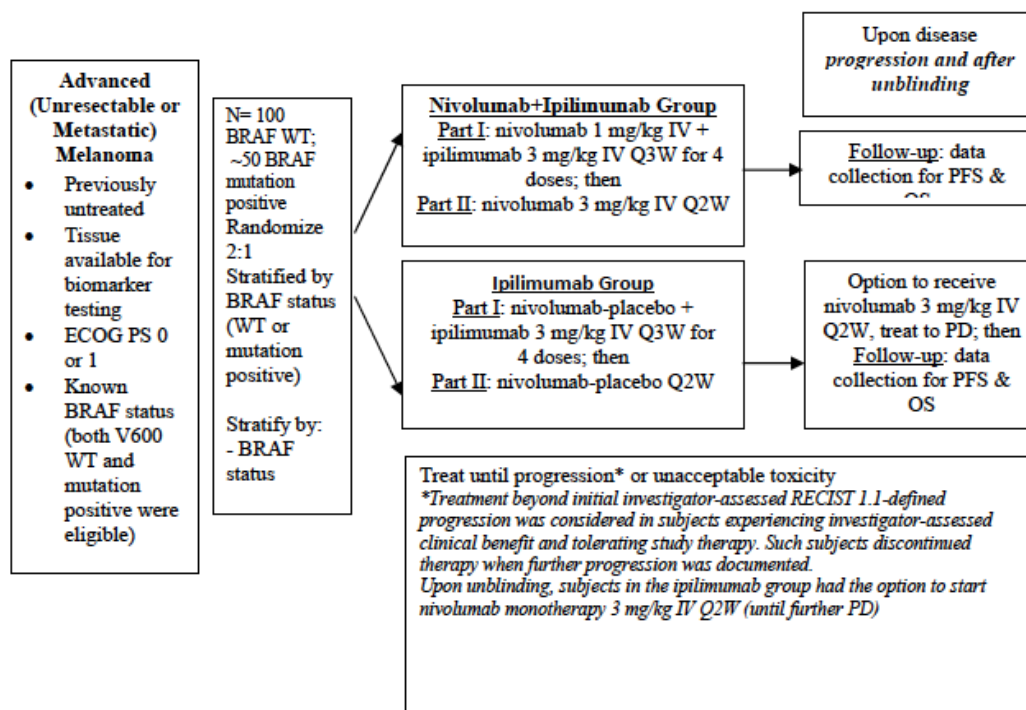 Advanced
(Unresectable or
Metastatic)
Melanoma
• Previously
untreated
• Tissue
available for
biomarker
testing
• ECOG PS 0
or 1
• Known
BRAF status
(both V600
WT and
mutation
positive were
eligible)
N= 100
BRAF WT;
~50 BRAF
mutation
positive
Randomize
2:1
Stratified by
BRAF status
(WT or
mutation
positive)
Stratify by:
- BRAF
status
Nivolumab+Ipilimumab Group
Part I: nivolumab 1 mg/kg IV +
ipilimumab 3 mg/kg IV Q3W for 4
doses; then
Part II: nivolumab 3 mg/kg IV Q2W
Ipilimumab Group
Part I: nivolumab-placebo +
ipilimumab 3 mg/kg IV Q3W for
4 doses; then
Part II: nivolumab-placebo Q2W
Upon disease
progression and after
unblinding
Follow-up: data
collection for PFS &
OS
Option to receive
nivolumab 3 mg/kg IV
Q2W, treat to PD; then
Follow-up: data
collection for PFS &
OS
Treat until progression* or unacceptable toxicity
*Treatment beyond initial investigator-assessed RECIST 1.1-defined
progression was considered in subjects experiencing investigator-assessed
clinical benefit and tolerating study therapy. Such subjects discontinued
therapy when further progression was documented.
Upon unblinding, subjects in the ipilimumab group had the option to start
nivolumab monotherapy 3 mg/kg IV Q2W (until further PD)